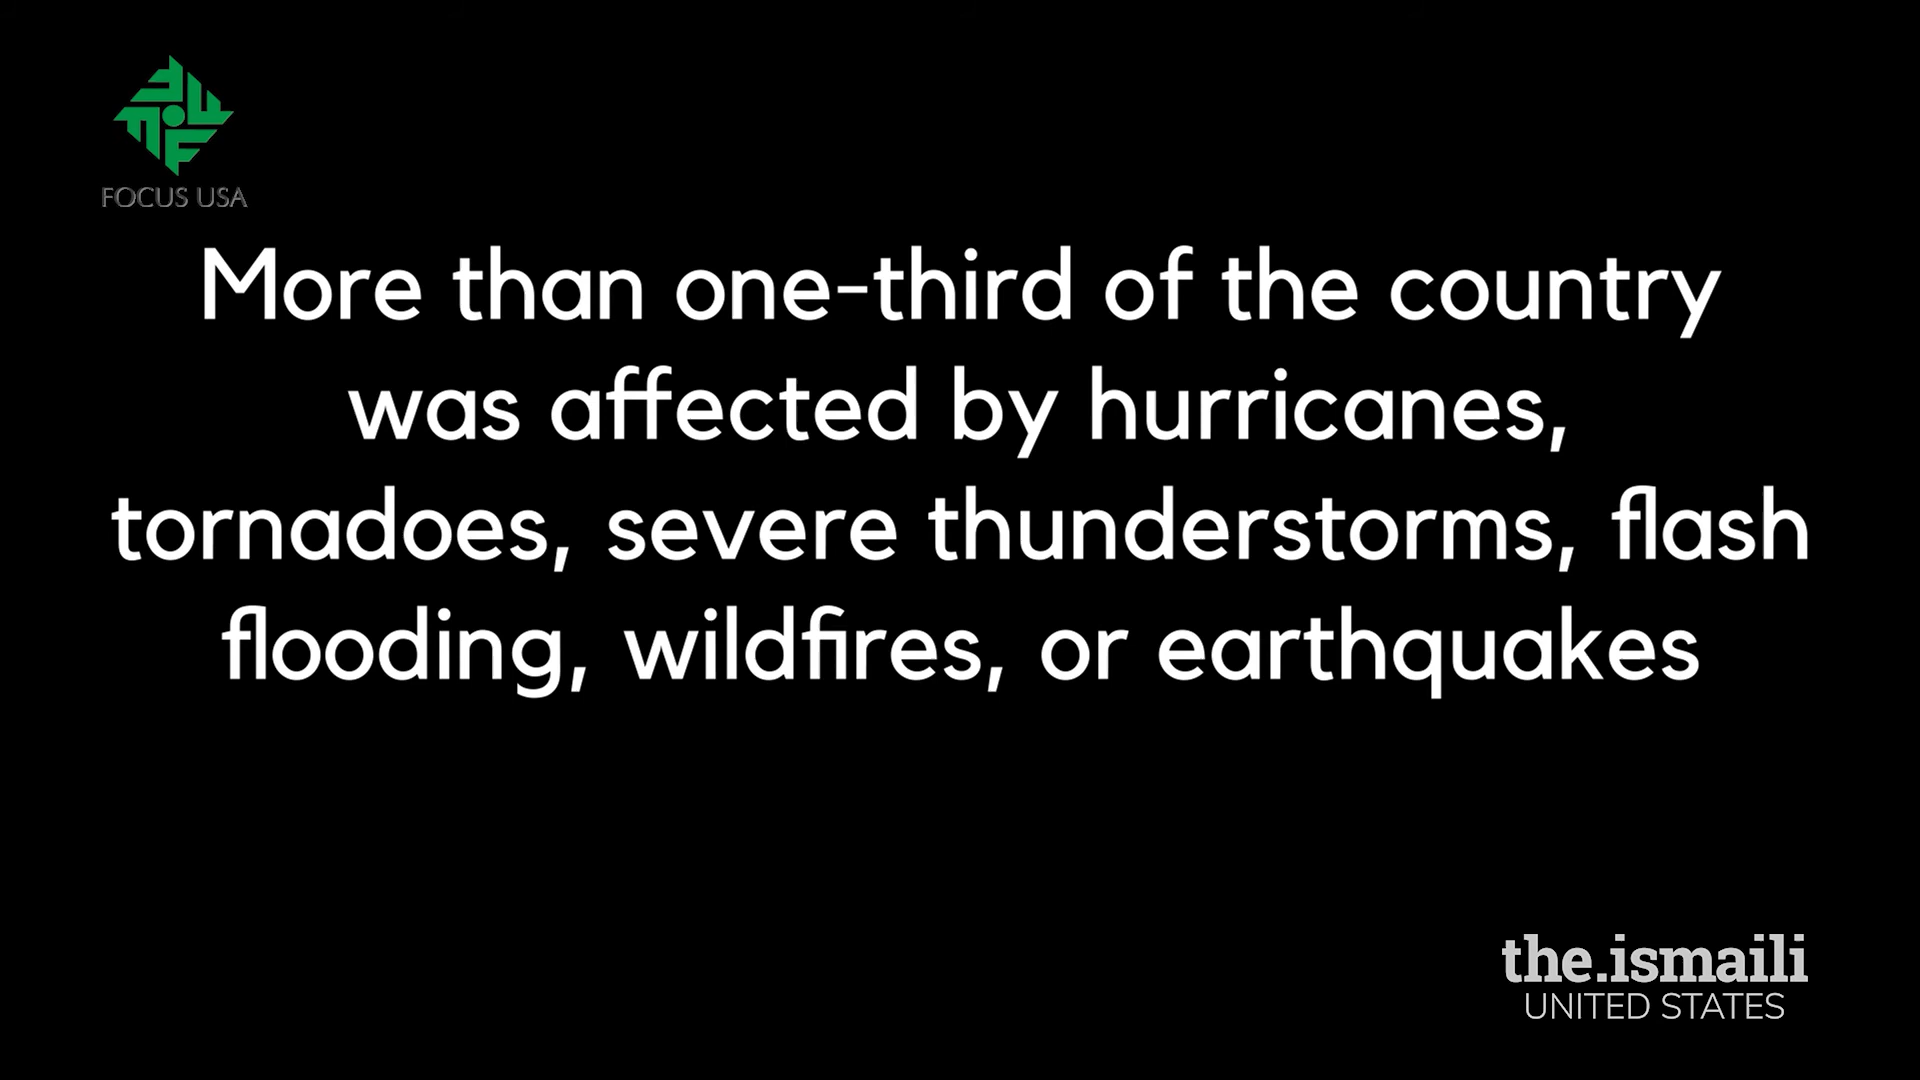 FOCUS USA
More than one-third of the country
was affected by hurricanes,
tornadoes, severe thunderstorms, flash
flooding, wildfires, or earthquakes
the.ismaili
UNITED STATES